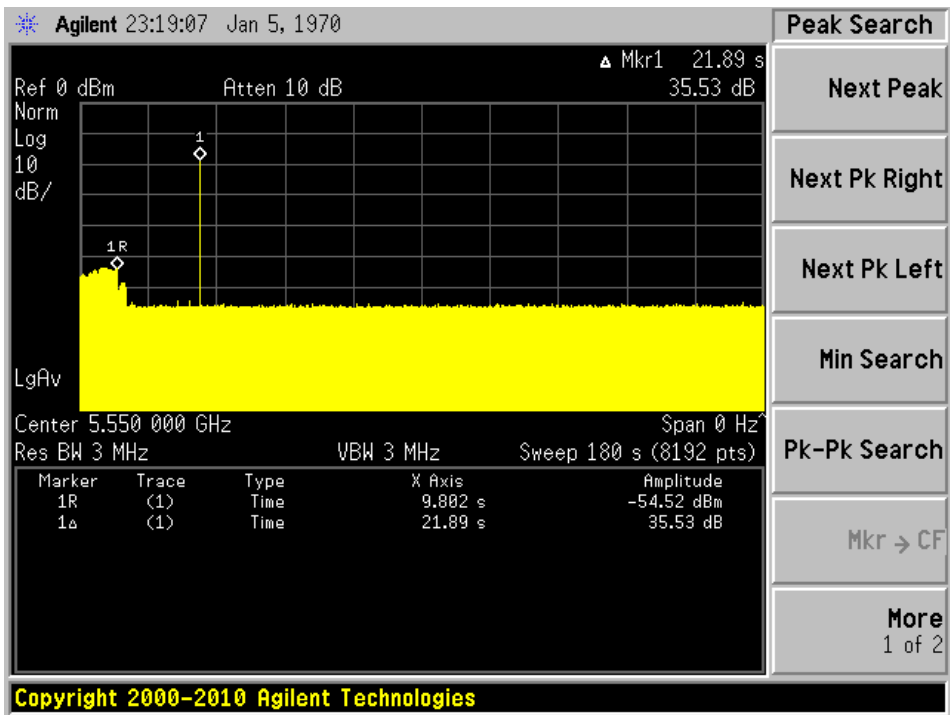 Agilent 23:19:07 Jan 5, 1970
Peak Search
Δ Mkr1 21.89 s
Ref 0 dBm Atten 10 dB 35.53 dB
Norm
Log
10
dB/
1
1R
LgAv
Center 5.550 000 GHz Span 0 Hz^
Res BW 3 MHz VBW 3 MHz Sweep 180 s (8192 pts)
Marker Trace Type X Axis Amplitude
1R (1) Time 9.802 s -54.52 dBm
1Δ (1) Time 21.89 s 35.53 dB
Next Peak
Next Pk Right
Next Pk Left
Min Search
Pk-Pk Search
Mkr → CF
More
1 of 2
Copyright 2000-2010 Agilent Technologies